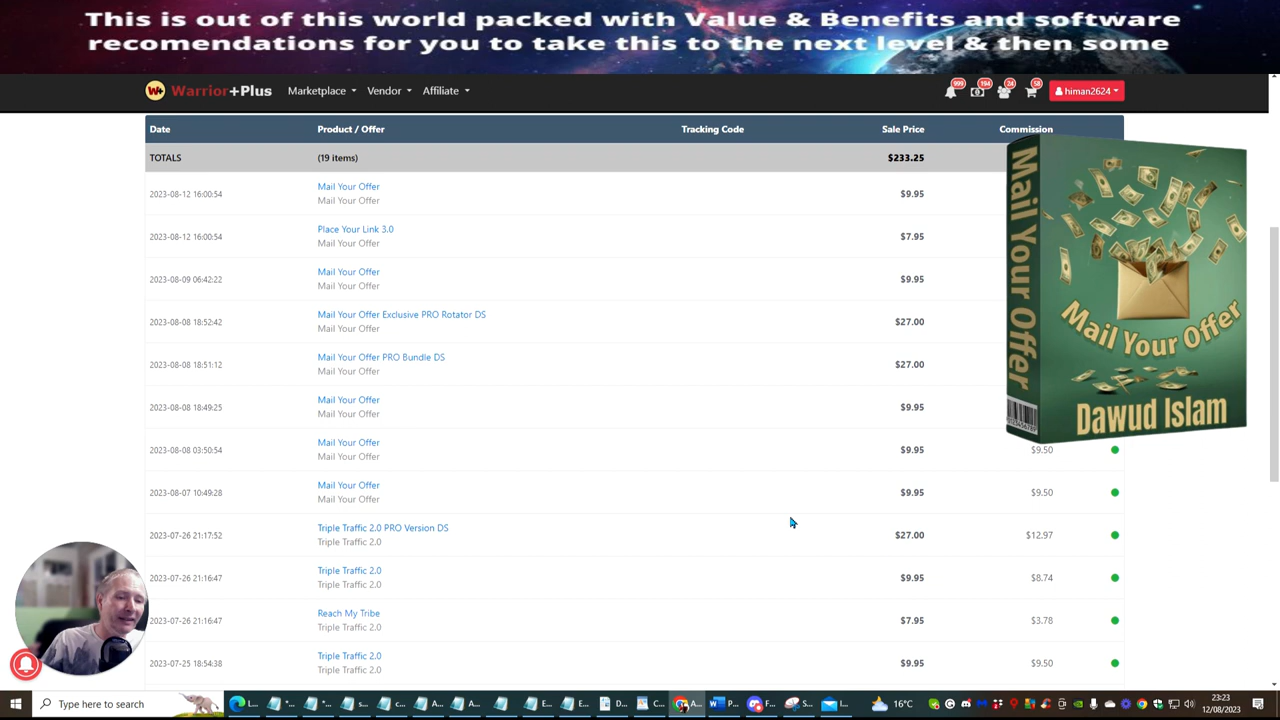 This is out of this world packed with Value & Benefits and software
recomendations for you to take this to the next level & then some
W+ Warrior+Plus Marketplace Vendor Affiliate 999 194 24 58 himan2624
Date Product / Offer Tracking Code Sale Price Commission
TOTALS (19 items) $233.25
2023-08-12 16:00:54 Mail Your Offer $9.95
Mail Your Offer
2023-08-12 16:00:54 Place Your Link 3.0 $7.95
Mail Your Offer
2023-08-09 06:42:22 Mail Your Offer $9.95
Mail Your Offer
2023-08-08 18:52:42 Mail Your Offer Exclusive PRO Rotator DS $27.00
Mail Your Offer
2023-08-08 18:51:12 Mail Your Offer PRO Bundle DS $27.00
Mail Your Offer
2023-08-08 18:49:25 Mail Your Offer $9.95
Mail Your Offer
2023-08-08 03:50:54 Mail Your Offer $9.95 $9.50
Mail Your Offer
2023-08-07 10:49:28 Mail Your Offer $9.95 $9.50
Mail Your Offer
2023-07-26 21:17:52 Triple Traffic 2.0 PRO Version DS $27.00 $12.97
Triple Traffic 2.0
2023-07-26 21:16:47 Triple Traffic 2.0 $9.95 $8.74
Triple Traffic 2.0
2023-07-26 21:16:47 Reach My Tribe $7.95 $3.78
Triple Traffic 2.0
2023-07-25 18:54:38 Triple Traffic 2.0 $9.95 $9.50
Triple Traffic 2.0
Mail Your Offer
Mail Your Offer
Dawud Islam
Type here to search
L... "... "... s... c... A... A... E... E... D... C... A... P... F... S... I...
16°C
23:23
12/08/2023